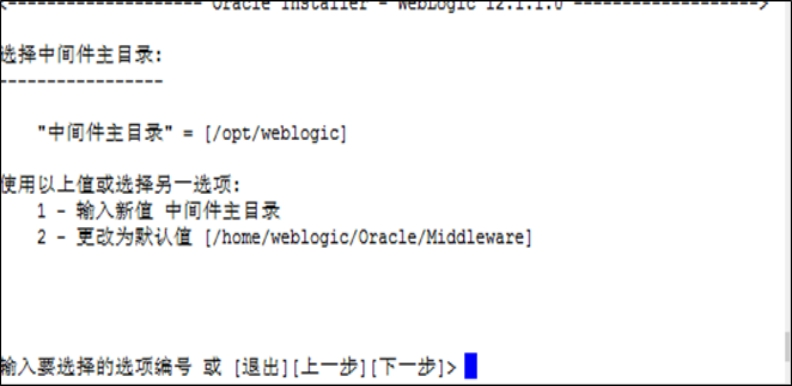 <--------------------- Oracle Installer - WebLogic 12.1.1.0 ------------------->
选择中间件主目录:
-----------------
"中间件主目录" = [/opt/weblogic]
使用以上值或选择另一选项:
1 - 输入新值 中间件主目录
2 - 更改为默认值 [/home/weblogic/Oracle/Middleware]
输入要选择的选项编号 或 [退出][上一步][下一步]>